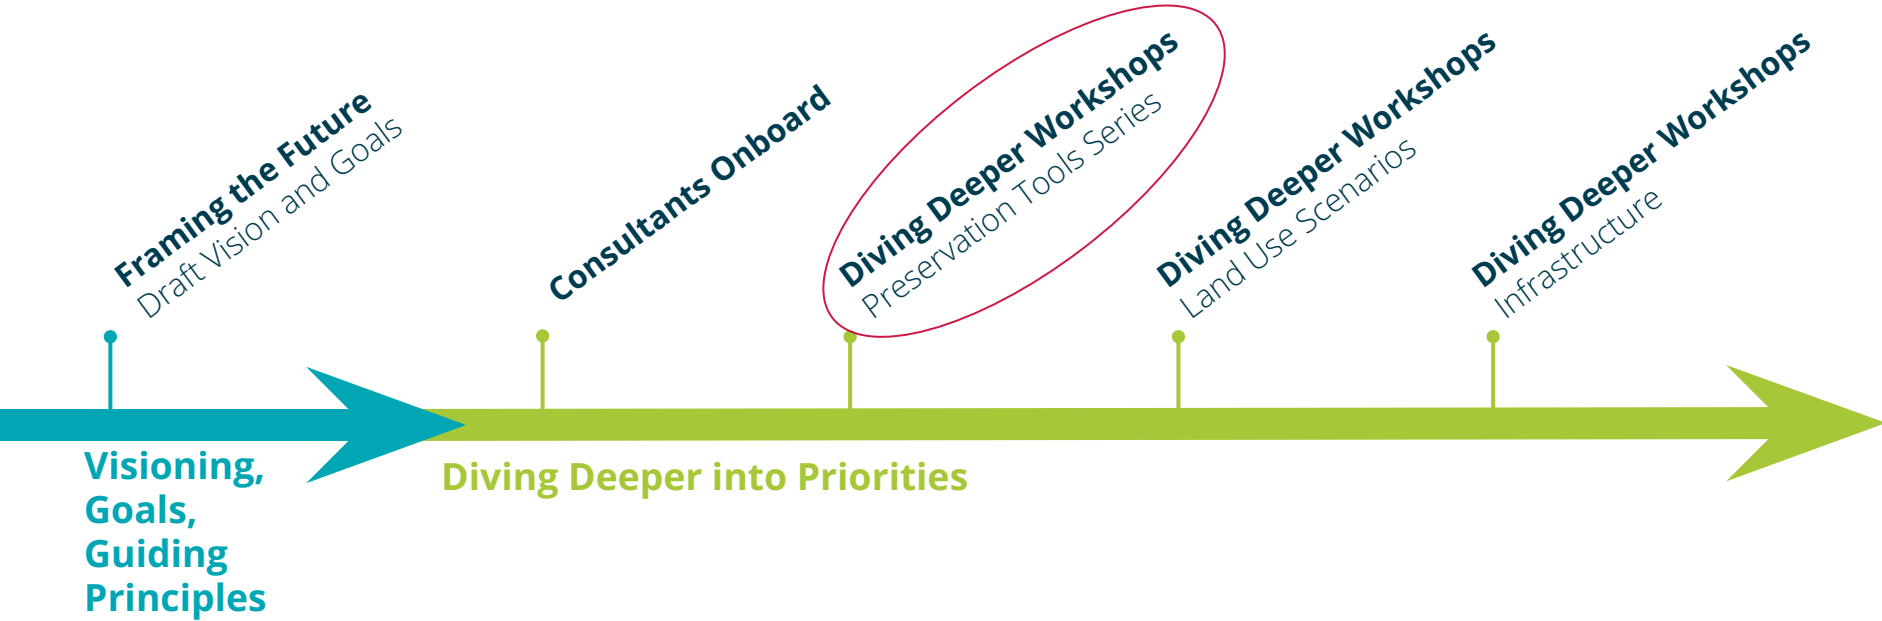 Framing the Future
Draft Vision and Goals
Consultants Onboard
Diving Deeper Workshops
Preservation Tools Series
Diving Deeper Workshops
Land Use Scenarios
Diving Deeper Workshops
Infrastructure
Visioning,
Goals,
Guiding
Principles
Diving Deeper into Priorities